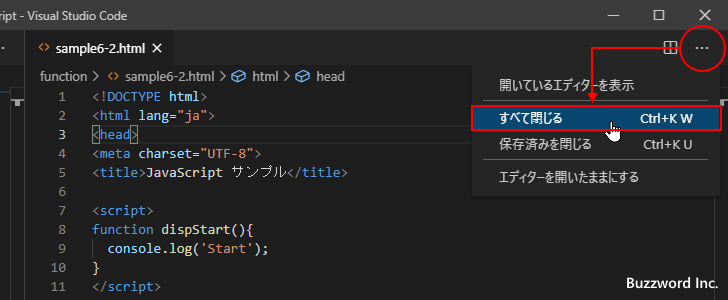 ript - Visual Studio Code
sample6-2.html
function > sample6-2.html > html > head
開いているエディターを表示
すべて閉じる Ctrl+K W
保存済みを閉じる Ctrl+K U
エディターを開いたままにする
1 <!DOCTYPE html>
2 <html lang="ja">
3 <head>
4 <meta charset="UTF-8">
5 <title>JavaScript サンプル</title>
6
7 <script>
8 function dispStart(){
9 console.log('Start');
10 }
11 </script>
Buzzword Inc.